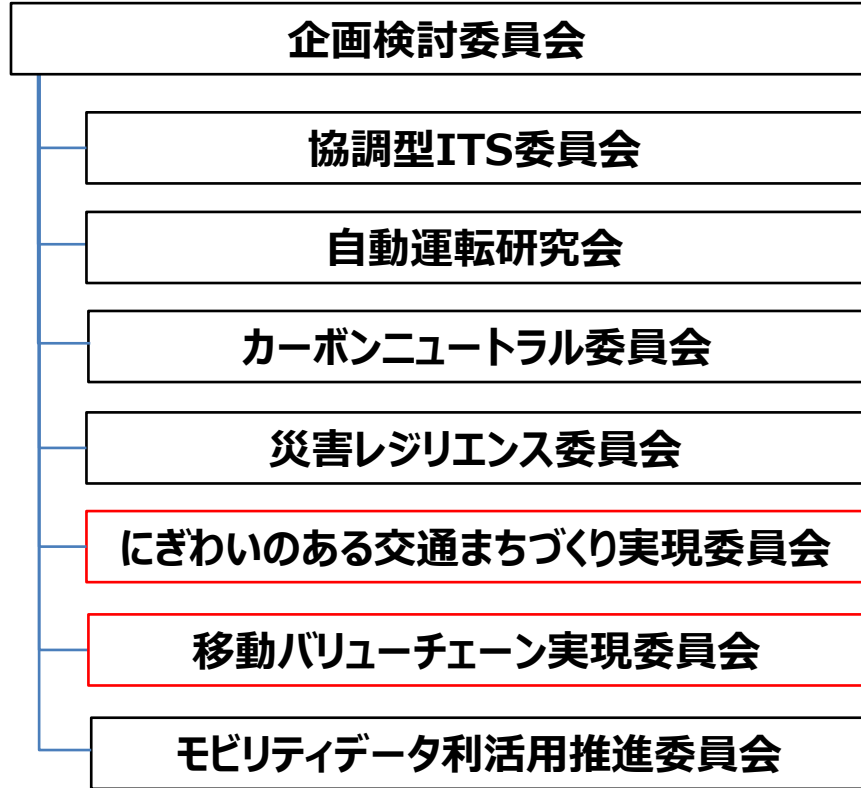 企画検討委員会
協調型ITS委員会
自動運転研究会
カーボンニュートラル委員会
災害レジリエンス委員会
にぎわいのある交通まちづくり実現委員会
移動バリューチェーン実現委員会
モビリティデータ利活用推進委員会